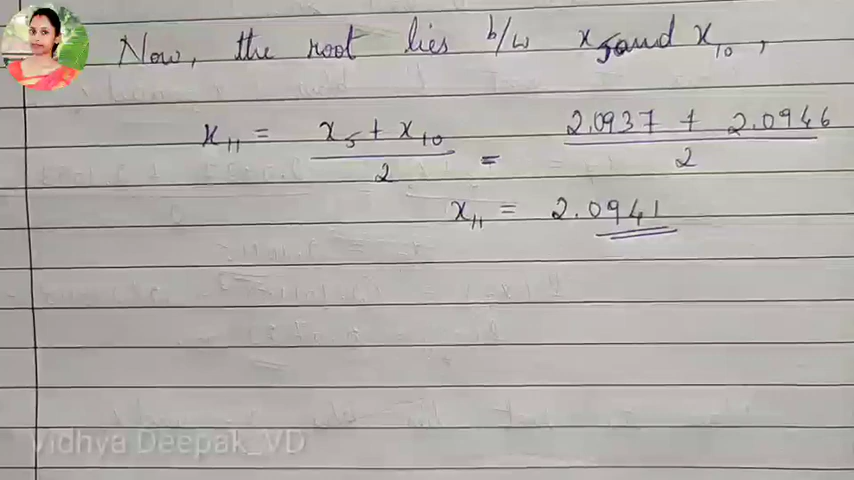 Now, the root lies b/w x₅ and x₁₀,
x₁₁ = x₅ + x₁₀ / 2 = 2.0937 + 2.0946 / 2
x₁₁ = 2.0941
Vidhya Deepak_VD